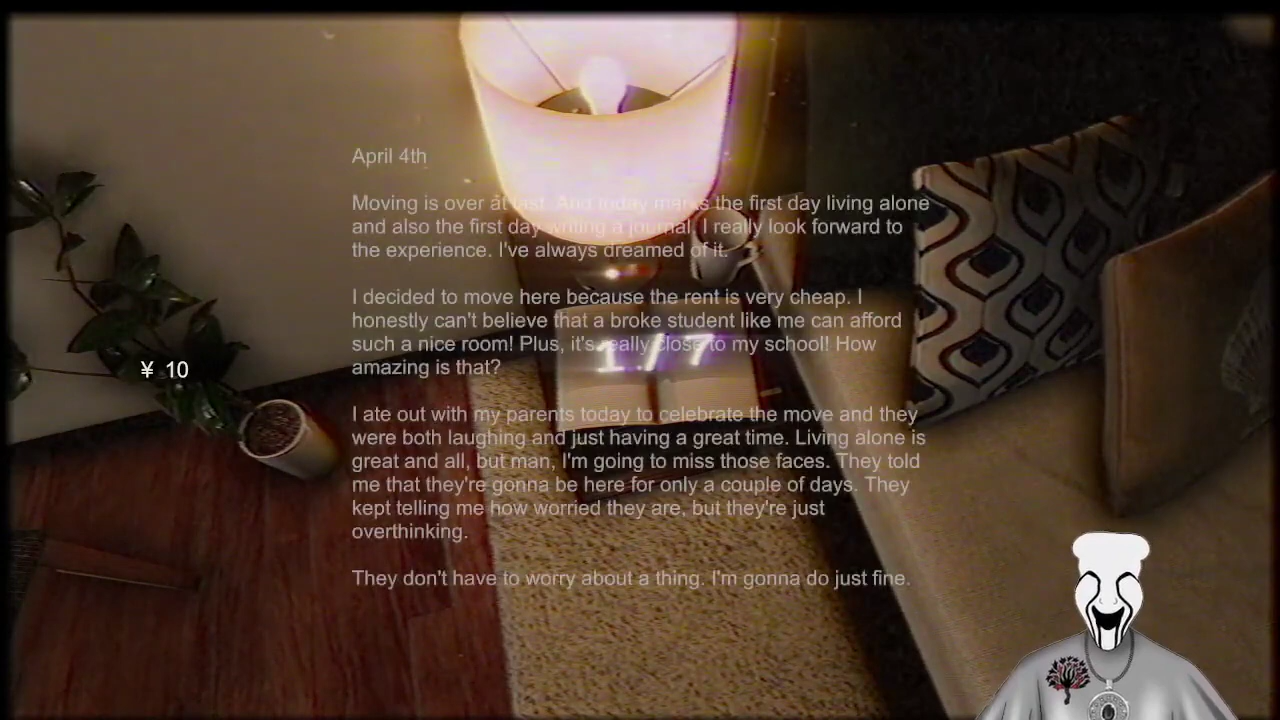 April 4th
Moving is over at last. And today marks the first day living alone
and also the first day writing a journal. I really look forward to
the experience. I've always dreamed of it.
I decided to move here because the rent is very cheap. I
honestly can't believe that a broke student like me can afford
such a nice room! Plus, it's really close to my school! How
amazing is that?
1/7
¥ 10
I ate out with my parents today to celebrate the move and they
were both laughing and just having a great time. Living alone is
great and all, but man, I'm going to miss those faces. They told
me that they're gonna be here for only a couple of days. They
kept telling me how worried they are, but they're just
overthinking.
They don't have to worry about a thing. I'm gonna do just fine.